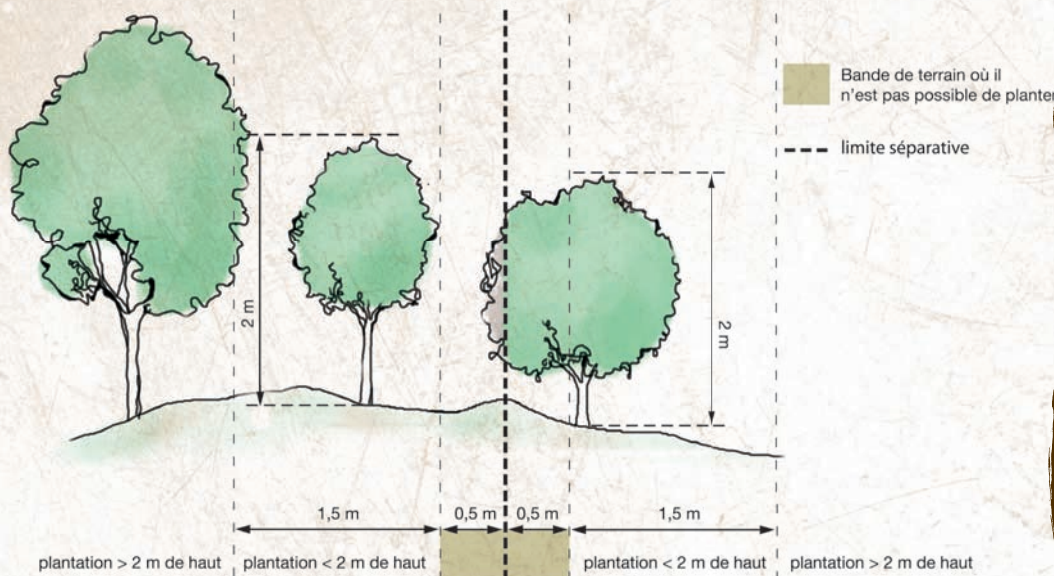 Bande de terrain où il
n'est pas possible de planter
limite séparative
2 m
2 m
1,5 m
0,5 m
0,5 m
1,5 m
plantation > 2 m de haut
plantation < 2 m de haut
plantation < 2 m de haut
plantation > 2 m de haut